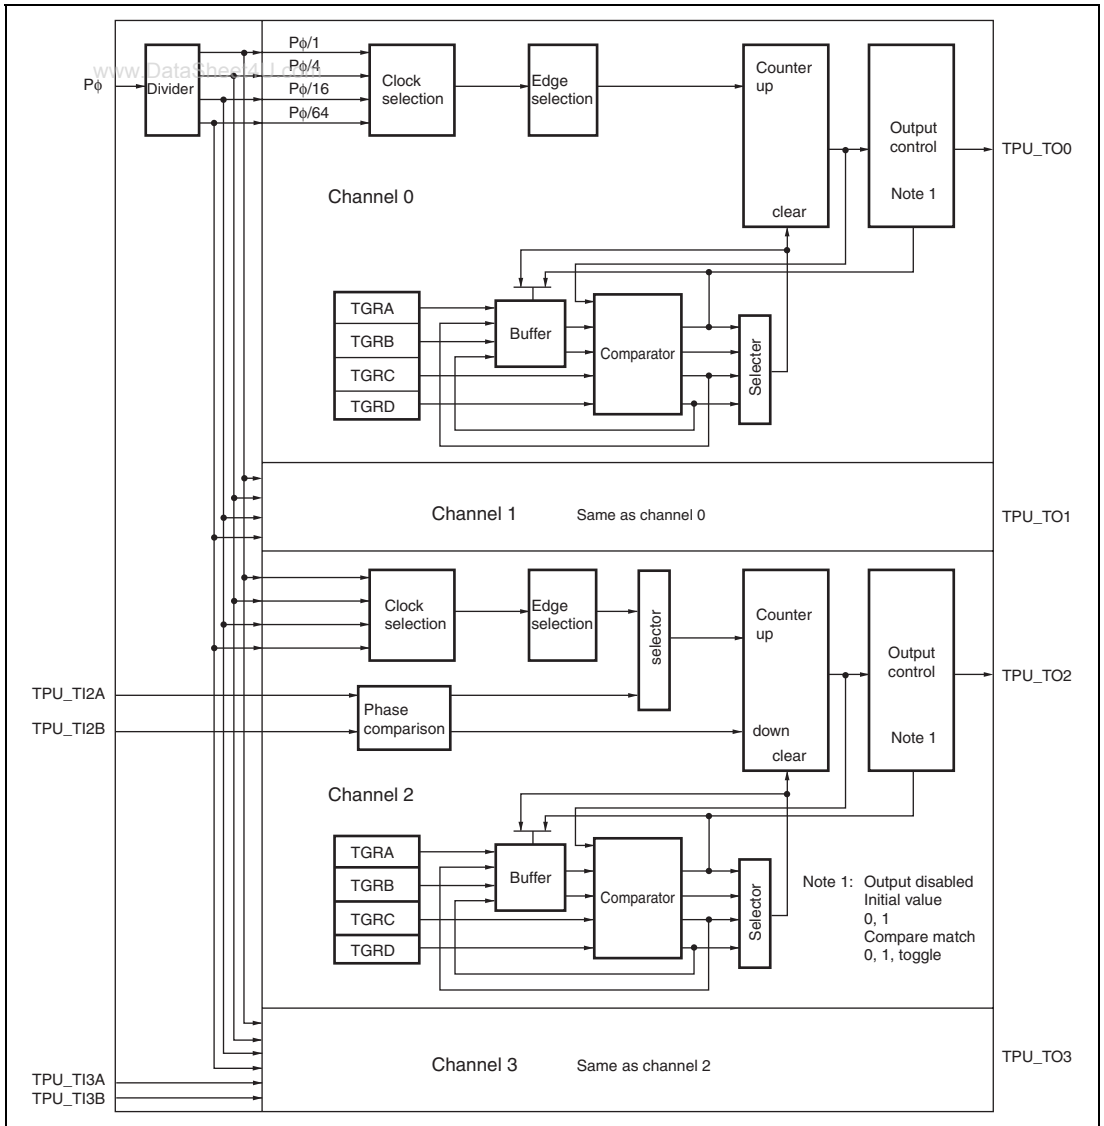 www.DataSheet4U.com
Pϕ
Divider
Pϕ/1
Pϕ/4
Pϕ/16
Pϕ/64
Clock
selection
Edge
selection
Counter
up
clear
Output
control
Note 1
TPU_TO0
Channel 0
TGRA
TGRB
TGRC
TGRD
Buffer
Comparator
Selecter
Channel 1
Same as channel 0
TPU_TO1
Clock
selection
Edge
selection
selector
Counter
up
down
clear
Output
control
Note 1
TPU_TO2
TPU_TI2A
TPU_TI2B
Phase
comparison
Channel 2
TGRA
TGRB
TGRC
TGRD
Buffer
Comparator
Selector
Note 1: Output disabled
Initial value
0, 1
Compare match
0, 1, toggle
Channel 3
Same as channel 2
TPU_TO3
TPU_TI3A
TPU_TI3B